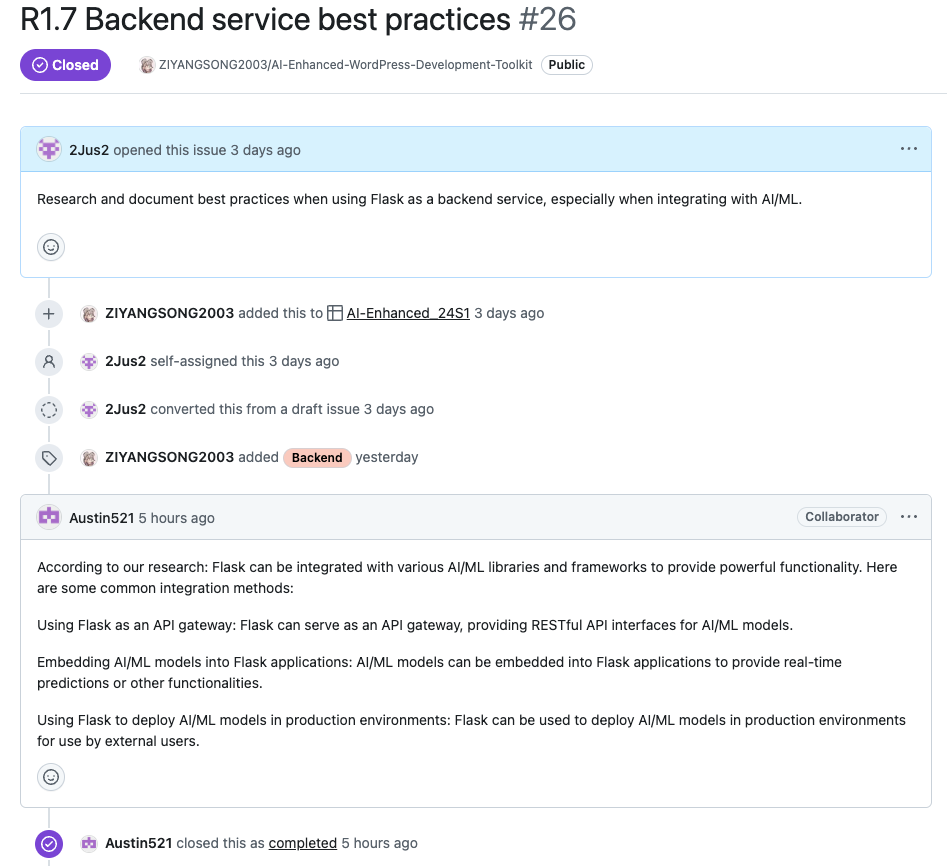 R1.7 Backend service best practices #26
Closed
ZIYANGSONG2003/AI-Enhanced-WordPress-Development-Toolkit Public
2Jus2 opened this issue 3 days ago
Research and document best practices when using Flask as a backend service, especially when integrating with AI/ML.
ZIYANGSONG2003 added this to AI-Enhanced_24S1 3 days ago
2Jus2 self-assigned this 3 days ago
2Jus2 converted this from a draft issue 3 days ago
ZIYANGSONG2003 added Backend yesterday
Austin521 5 hours ago Collaborator
According to our research: Flask can be integrated with various AI/ML libraries and frameworks to provide powerful functionality. Here
are some common integration methods:
Using Flask as an API gateway: Flask can serve as an API gateway, providing RESTful API interfaces for AI/ML models.
Embedding AI/ML models into Flask applications: AI/ML models can be embedded into Flask applications to provide real-time
predictions or other functionalities.
Using Flask to deploy AI/ML models in production environments: Flask can be used to deploy AI/ML models in production environments
for use by external users.
Austin521 closed this as completed 5 hours ago